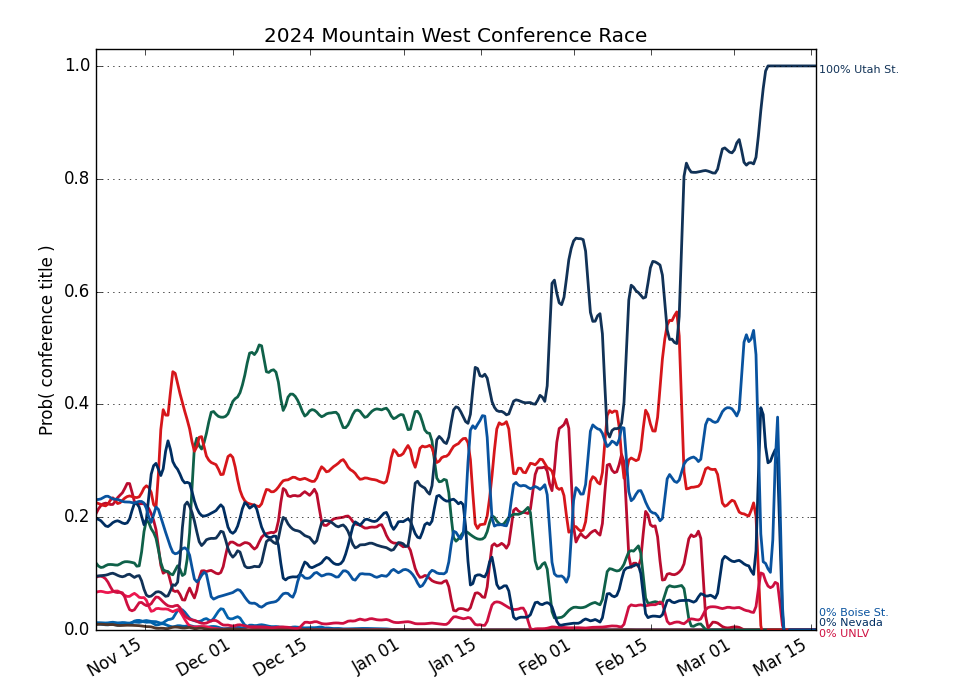 2024 Mountain West Conference Race
1.0
100% Utah St.
0.8
0.6
Prob( conference title )
0.4
0.2
0% Boise St.
0% Nevada
0.0
0% UNLV
Nov 15
Dec 01
Dec 15
Jan 01
Jan 15
Feb 01
Feb 15
Mar 01
Mar 15